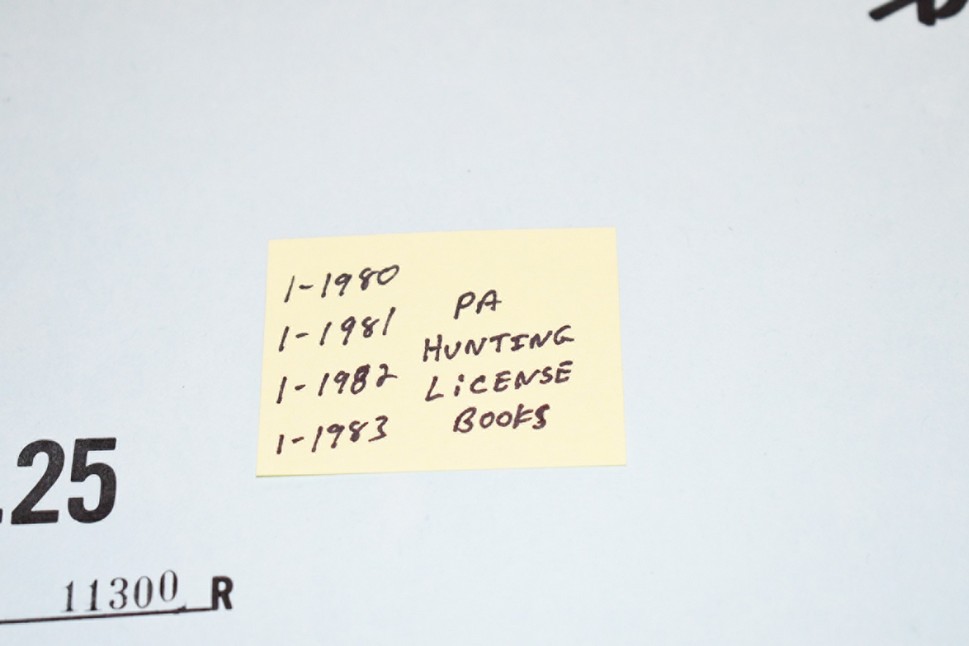 1-1980
1-1981
1-1982
1-1983
PA
HUNTING
LICENSE
BOOKS
.25
11300 R